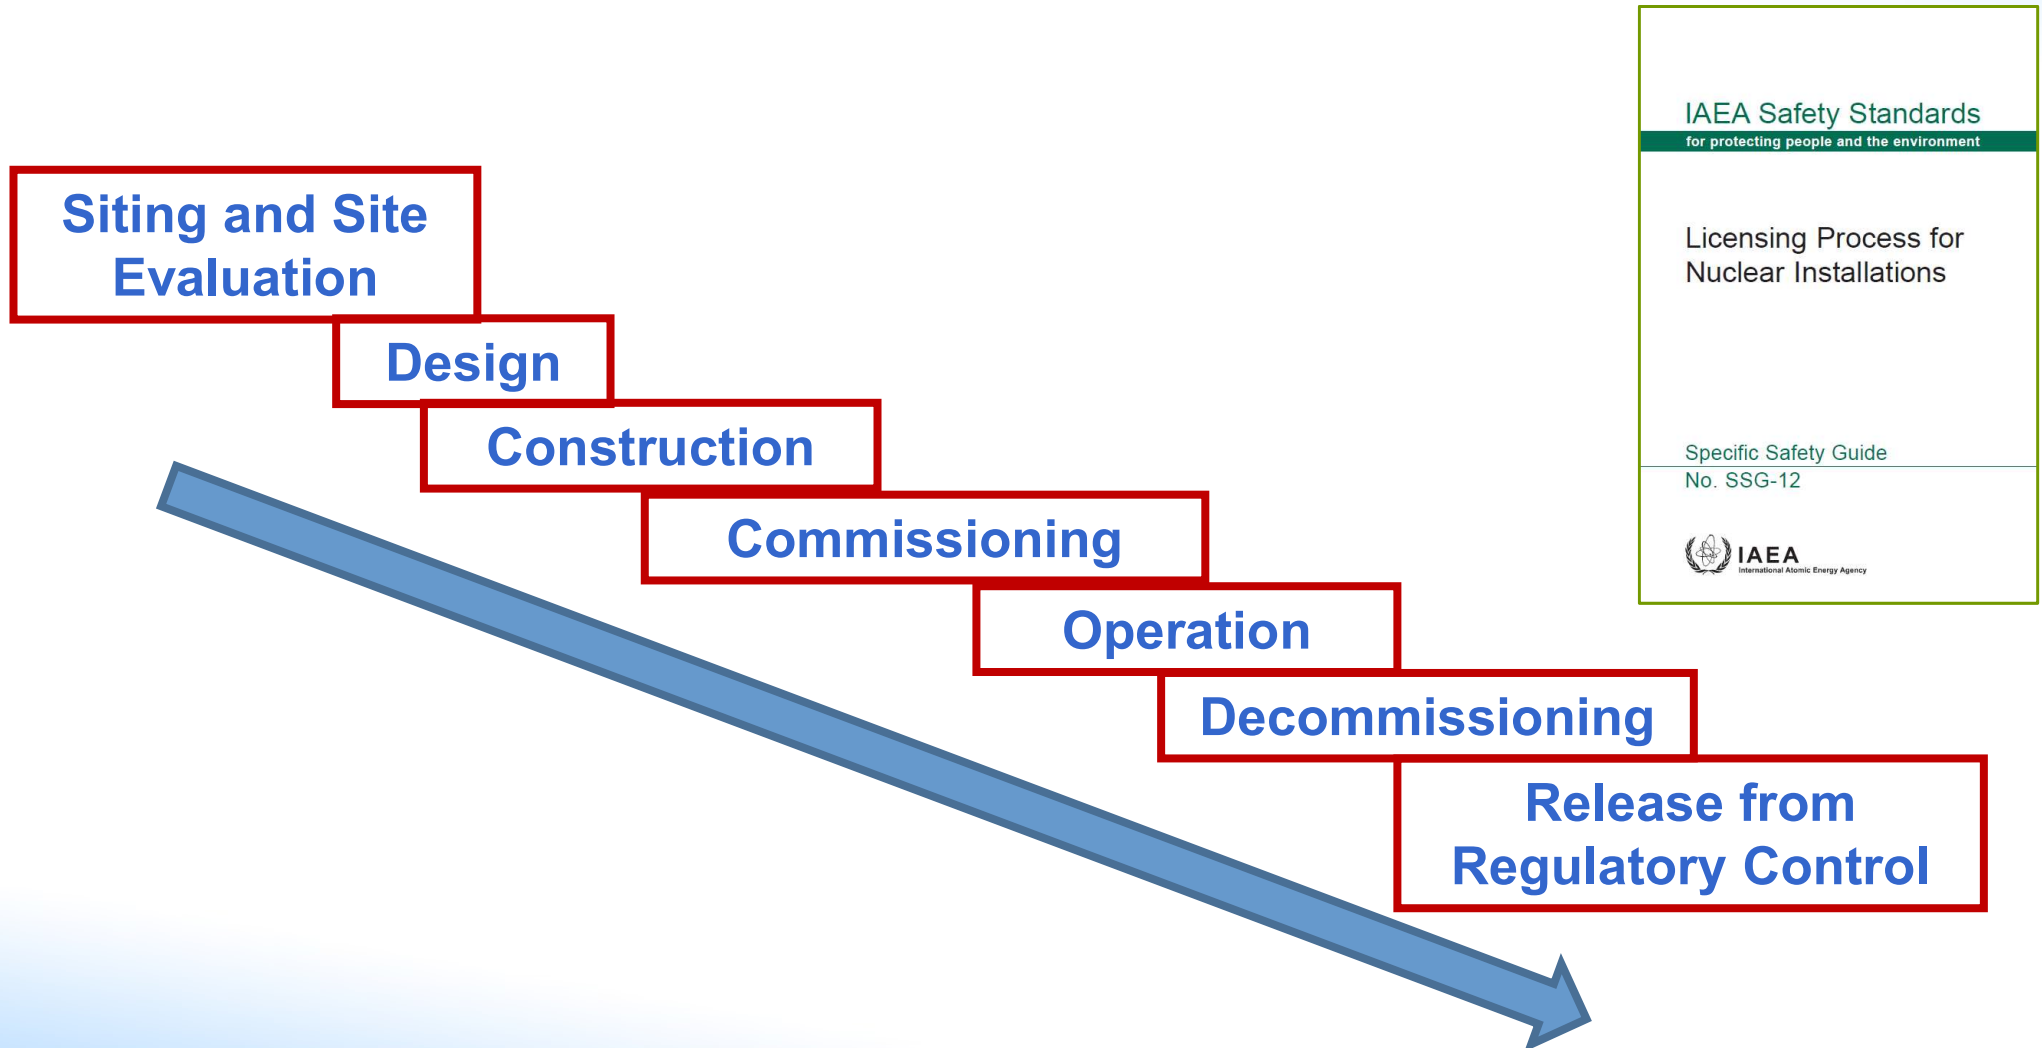 IAEA Safety Standards
for protecting people and the environment
Licensing Process for
Nuclear Installations
Specific Safety Guide
No. SSG-12
IAEA
International Atomic Energy Agency
Siting and Site
Evaluation
Design
Construction
Commissioning
Operation
Decommissioning
Release from
Regulatory Control